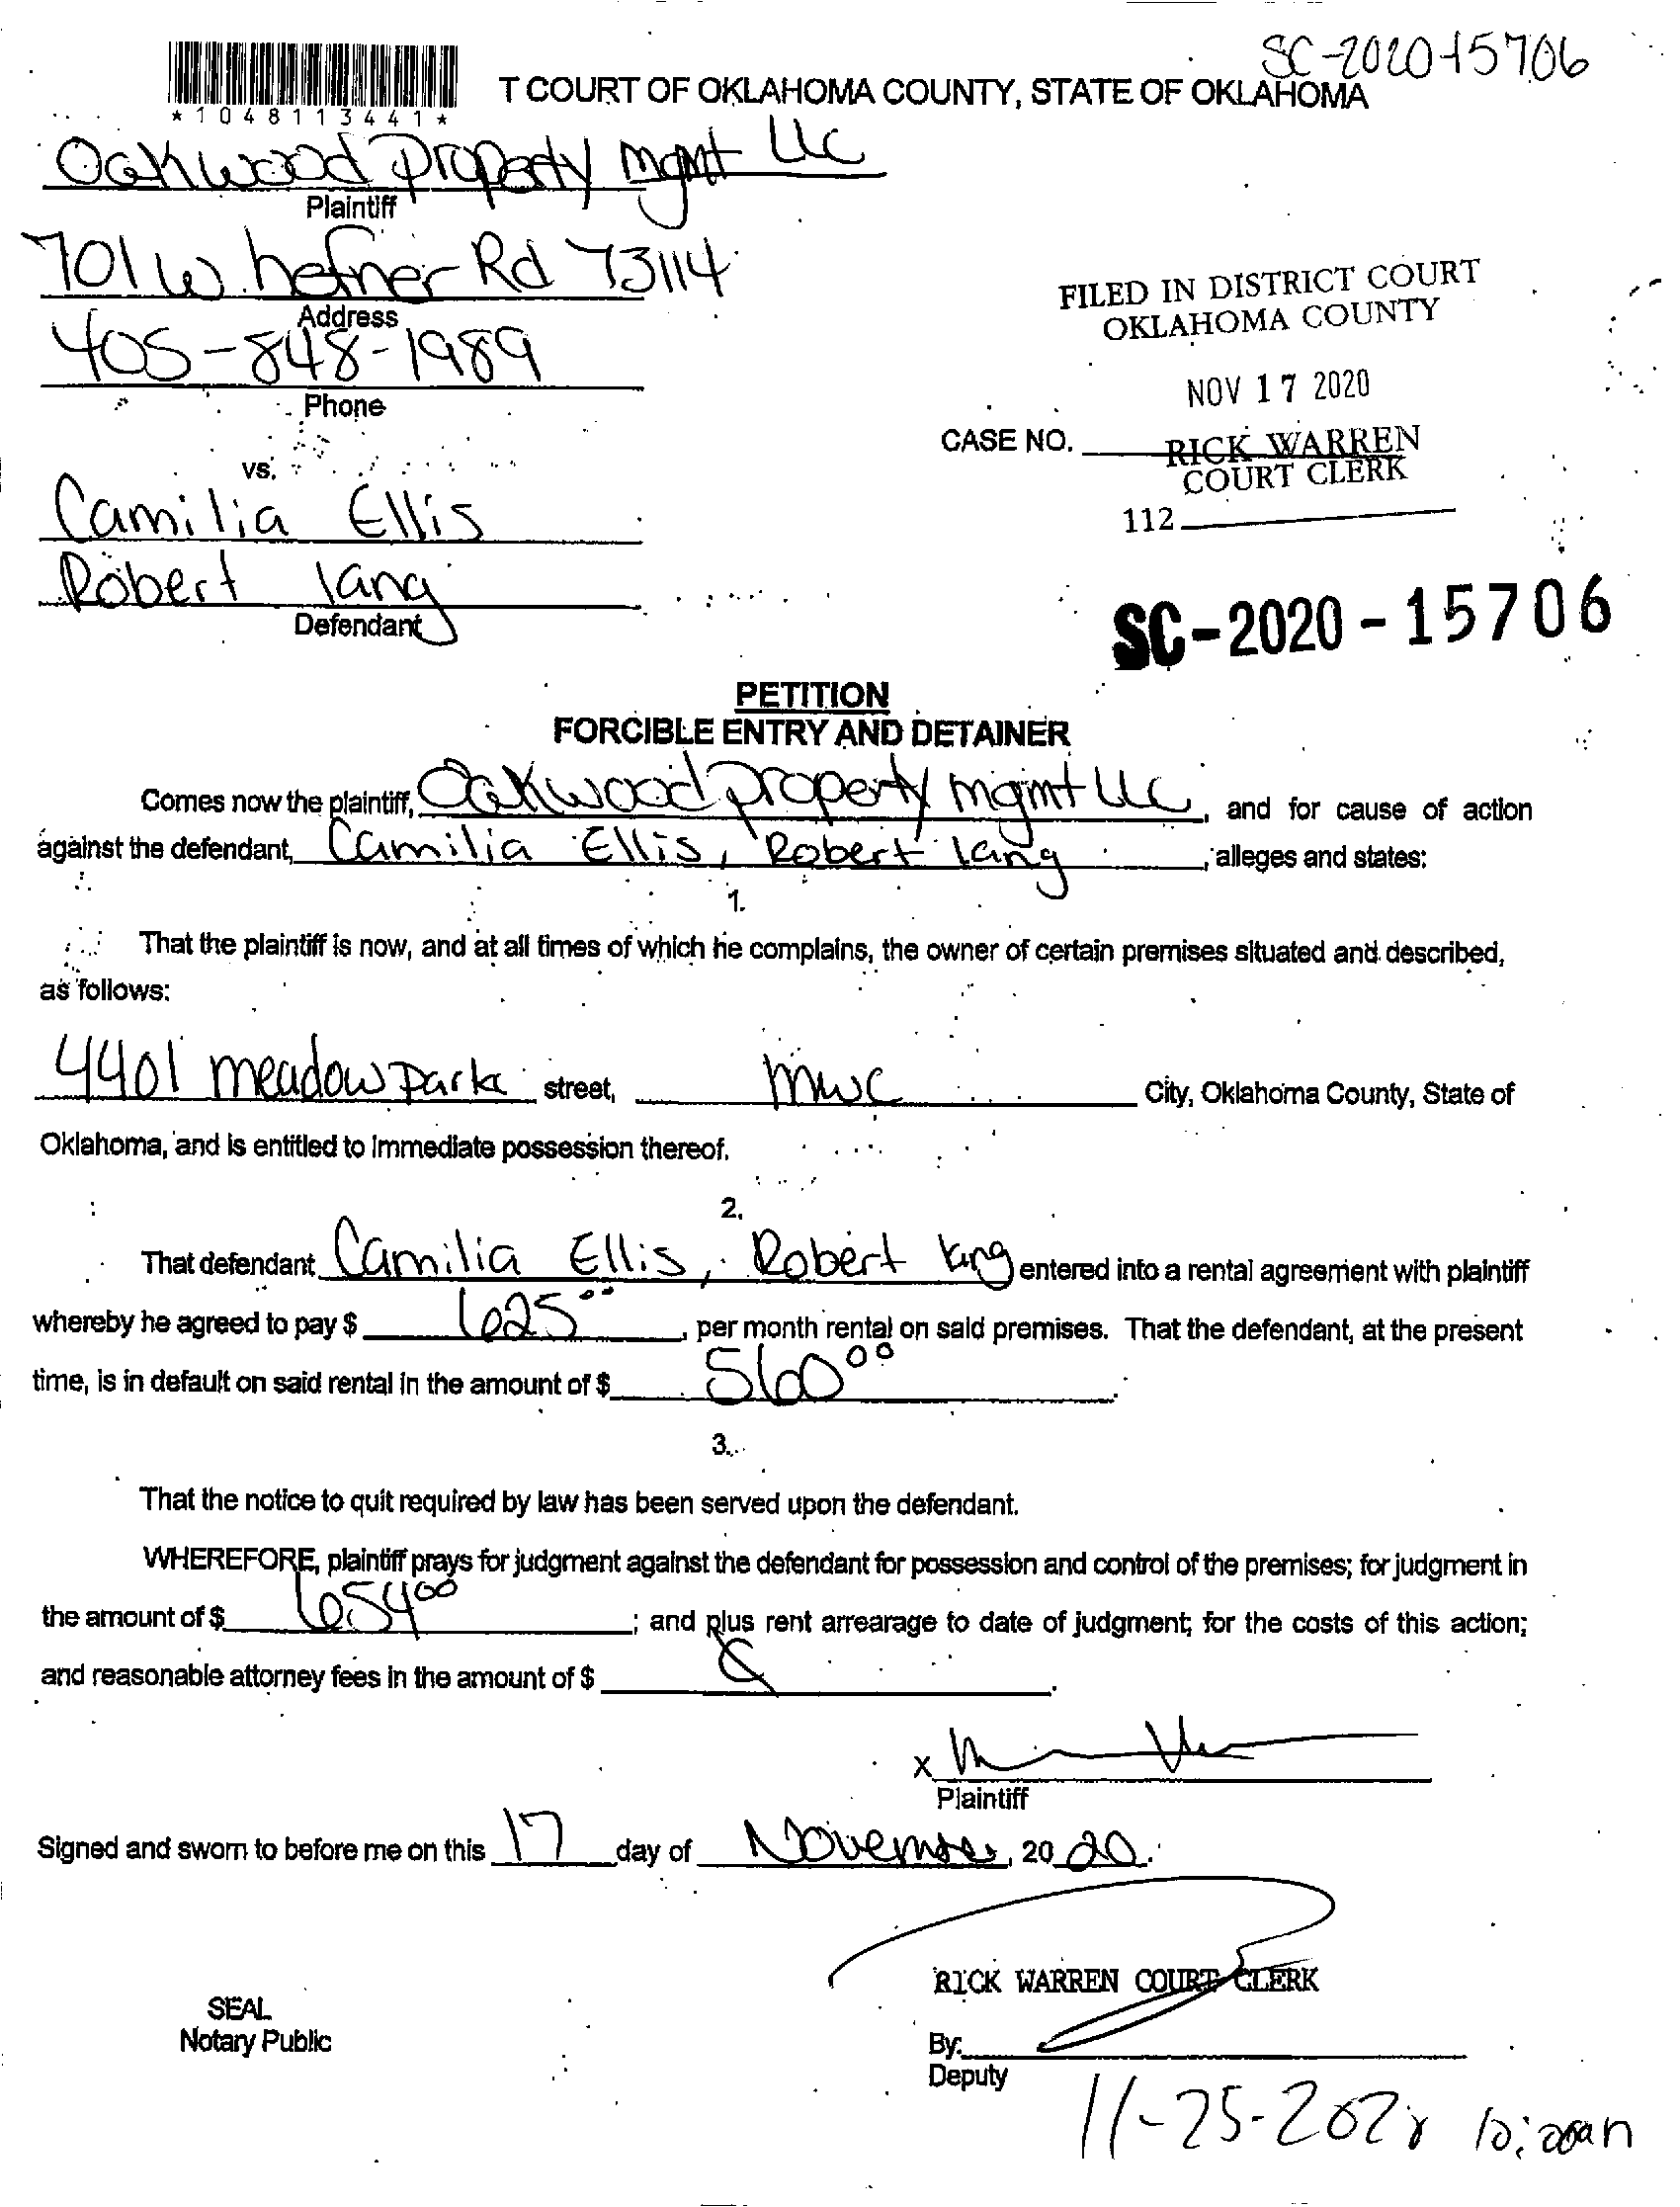 SC-2020-15706
T COURT OF OKLAHOMA COUNTY, STATE OF OKLAHOMA
*1048113441*
Oakwood Property Mgmt LLC
Plaintiff
701 W. hefner Rd 73114
Address
405-848-1989
Phone
FILED IN DISTRICT COURT
OKLAHOMA COUNTY
NOV 17 2020
CASE NO.
RICK WARREN
COURT CLERK
112
vs.
Camilia Ellis
Robert lang
Defendant
SC-2020-15706
PETITION
FORCIBLE ENTRY AND DETAINER
Comes now the plaintiff, Oakwood property mgmt LLC, and for cause of action
against the defendant, Camilia Ellis, Robert lang, alleges and states:
1.
That the plaintiff is now, and at all times of which he complains, the owner of certain premises situated and described,
as follows:
4401 meadow park street, mwc City, Oklahoma County, State of
Oklahoma, and is entitled to immediate possession thereof.
2.
That defendant Camilia Ellis, Robert lang entered into a rental agreement with plaintiff
whereby he agreed to pay $ 625 00, per month rental on said premises. That the defendant, at the present
time, is in default on said rental in the amount of $ 560 00.
3.
That the notice to quit required by law has been served upon the defendant.
WHEREFORE, plaintiff prays for judgment against the defendant for possession and control of the premises; for judgment in
the amount of $ 654 00; and plus rent arrearage to date of judgment; for the costs of this action;
and reasonable attorney fees in the amount of $
X
Plaintiff
Signed and sworn to before me on this 17 day of November, 2020.
RICK WARREN COURT CLERK
SEAL
Notary Public
By:
Deputy
11-25-